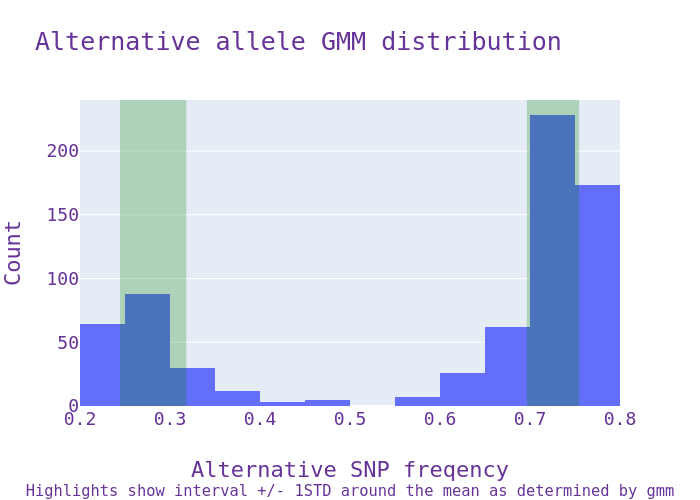 Alternative allele GMM distribution
Count
200
150
100
50
0
0.2 0.3 0.4 0.5 0.6 0.7 0.8
Alternative SNP freqency
Highlights show interval +/- 1STD around the mean as determined by gmm